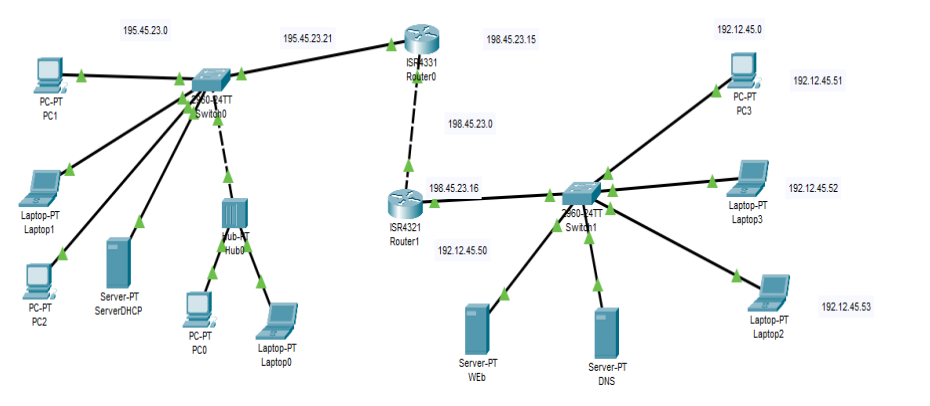 195.45.23.0
195.45.23.21
ISR4331
Router0
198.45.23.15
192.12.45.0
PC-PT
PC3
192.12.45.51
PC-PT
PC1
2960-24TT
Switch0
198.45.23.0
Laptop-PT
Laptop1
198.45.23.16
ISR4321
Router1
2960-24TT
Switch1
Laptop-PT
Laptop3
192.12.45.52
Hub-PT
Hub0
192.12.45.50
PC-PT
PC2
Server-PT
ServerDHCP
PC-PT
PC0
Laptop-PT
Laptop0
Server-PT
WEb
Server-PT
DNS
Laptop-PT
Laptop2
192.12.45.53